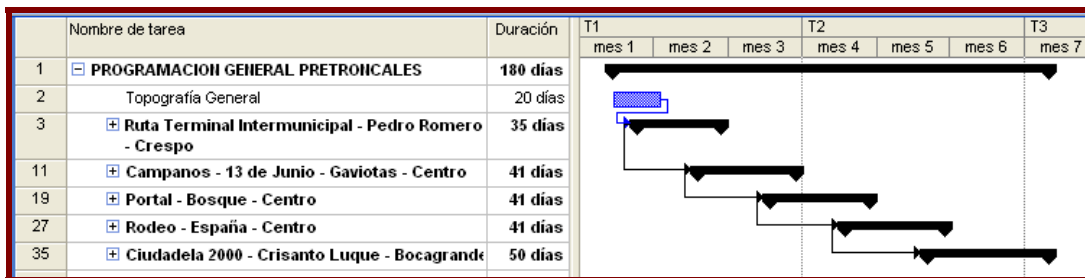 Nombre de tarea Duración T1 T2 T3
mes 1 mes 2 mes 3 mes 4 mes 5 mes 6 mes 7
1 PROGRAMACION GENERAL PRETRONCALES 180 días
2 Topografía General 20 días
3 Ruta Terminal Intermunicipal - Pedro Romero 35 días
- Crespo
11 Campanos - 13 de Junio - Gaviotas - Centro 41 días
19 Portal - Bosque - Centro 41 días
27 Rodeo - España - Centro 41 días
35 Ciudadela 2000 - Crisanto Luque - Bocagrande 50 días